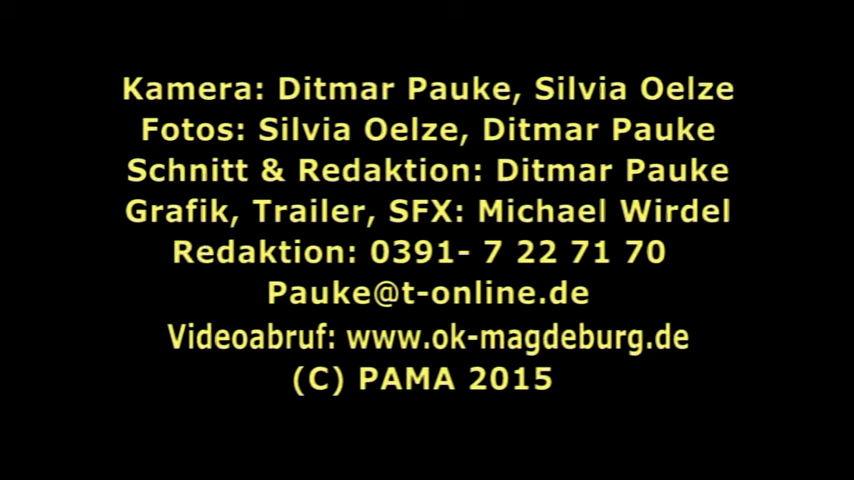 Kamera: Ditmar Pauke, Silvia Oelze
Fotos: Silvia Oelze, Ditmar Pauke
Schnitt & Redaktion: Ditmar Pauke
Grafik, Trailer, SFX: Michael Wirdel
Redaktion: 0391- 7 22 71 70
Pauke@t-online.de
Videoabruf: www.ok-magdeburg.de
(C) PAMA 2015